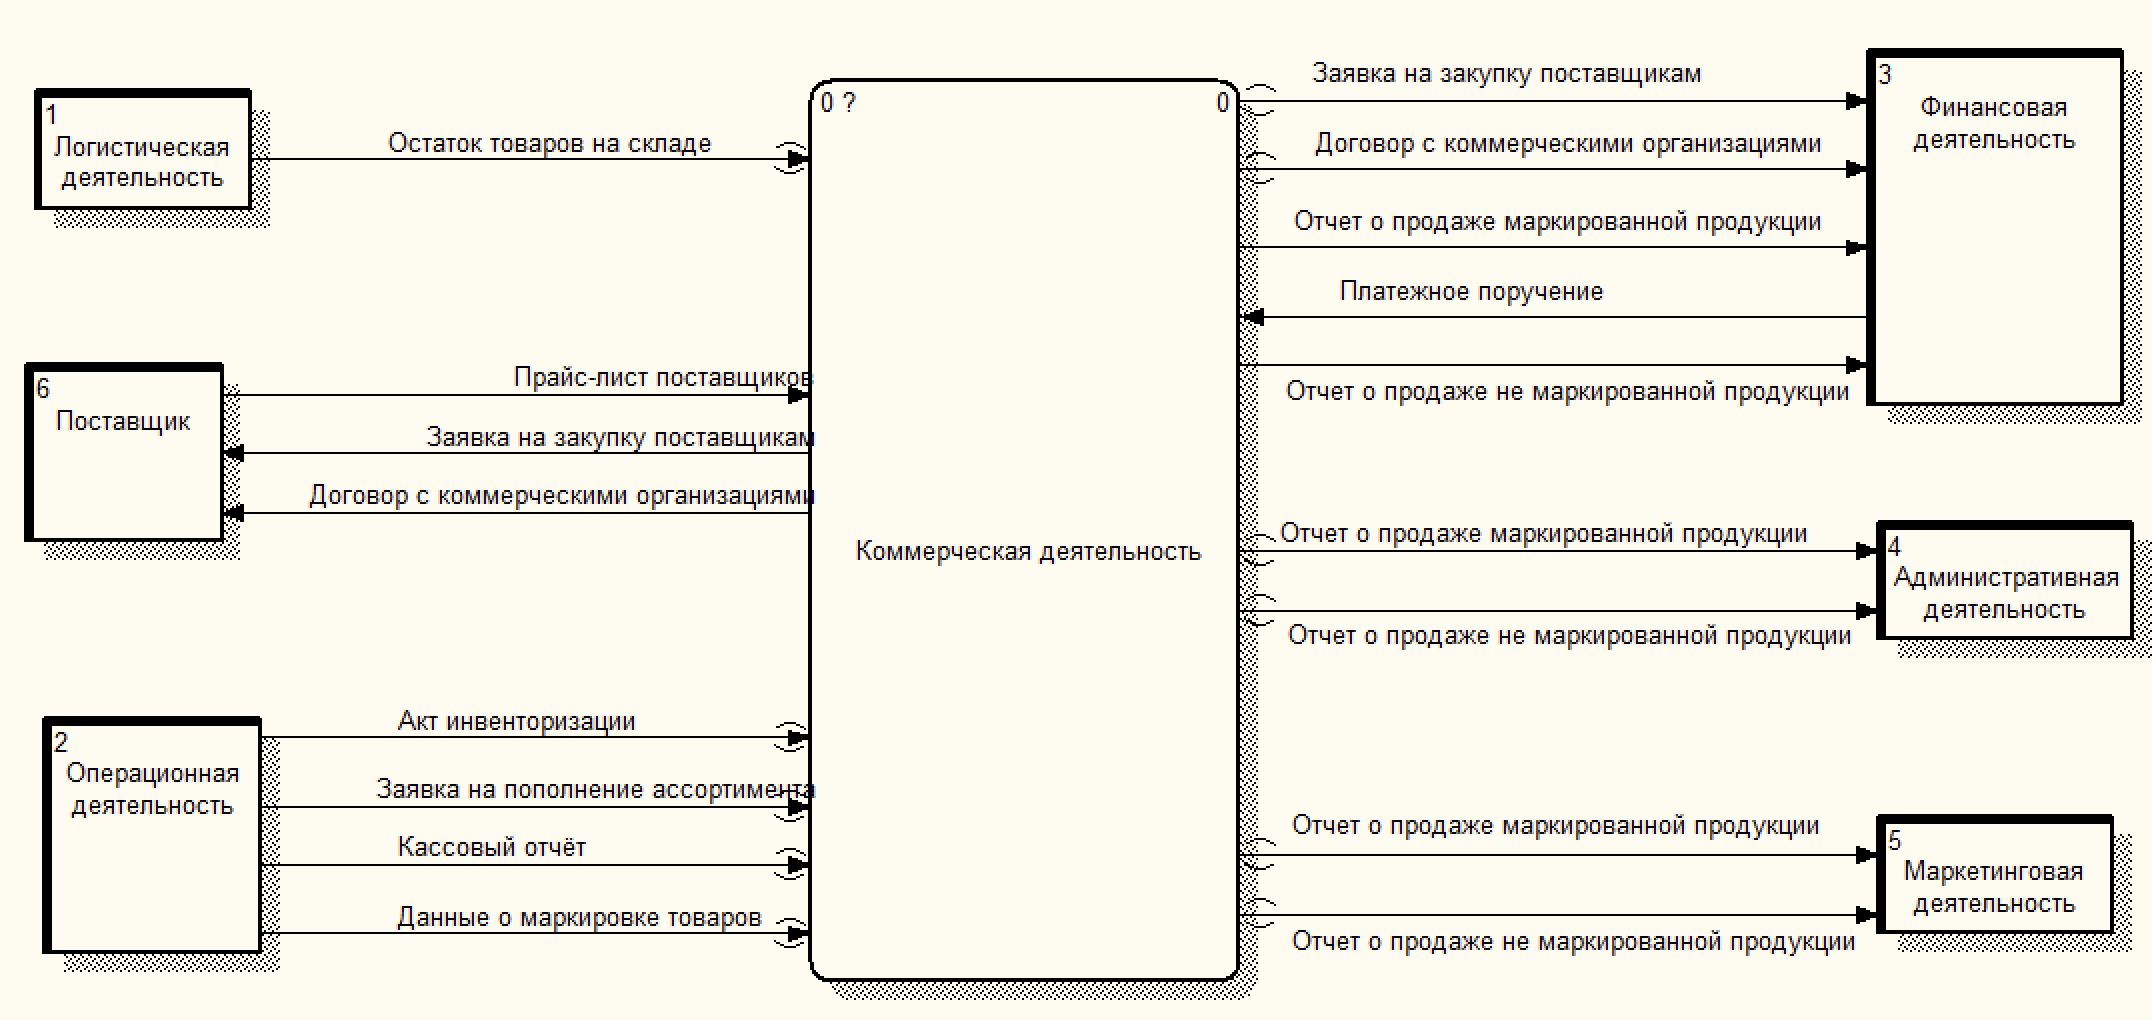 1
Логистическая
деятельность
Остаток товаров на складе
6
Поставщик
Прайс-лист поставщиков
Заявка на закупку поставщикам
Договор с коммерческими организациями
2
Операционная
деятельность
Акт инвенторизации
Заявка на пополнение ассортимента
Кассовый отчёт
Данные о маркировке товаров
0 ?
0
Коммерческая деятельность
Заявка на закупку поставщикам
Договор с коммерческими организациями
Отчет о продаже маркированной продукции
Платежное поручение
Отчет о продаже не маркированной продукции
3
Финансовая
деятельность
Отчет о продаже маркированной продукции
Отчет о продаже не маркированной продукции
4
Административная
деятельность
Отчет о продаже маркированной продукции
Отчет о продаже не маркированной продукции
5
Маркетинговая
деятельность